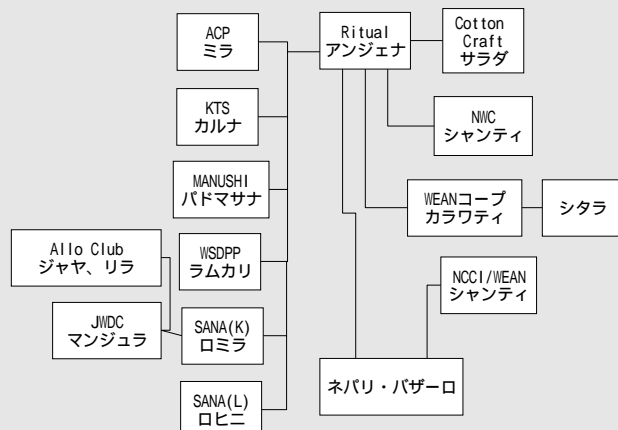 ACP
ミラ
Ritual
アンジェナ
Cotton
Craft
サラダ
KTS
カルナ
NWC
シャンティ
MANUSHI
パドマサナ
WEANコープ
カラワティ
シタラ
Allo Club
ジャヤ、リラ
WSDPP
ラムカリ
NCCI/WEAN
シャンティ
JWDC
マンジュラ
SANA(K)
ロミラ
ネパリ・バザーロ
SANA(L)
ロヒニ